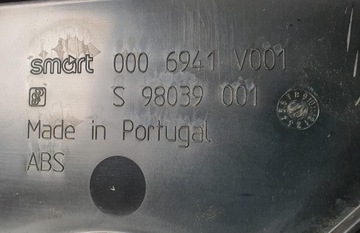 smart 000 6941 V001
S 98039 001
Made in Portugal
ABS